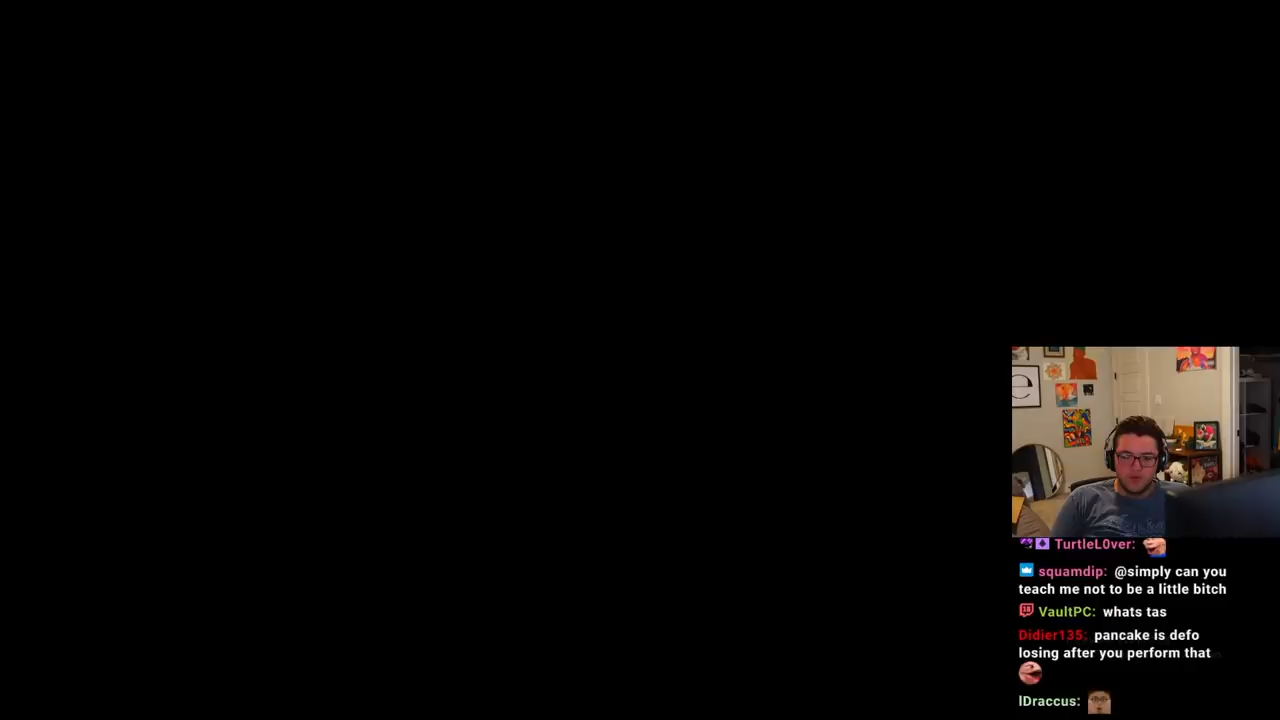 e
TurtleL0ver:
squamdip: @simply can you
teach me not to be a little bitch
VaultPC: whats tas
Didier135: pancake is defo
losing after you perform that
lDraccus: